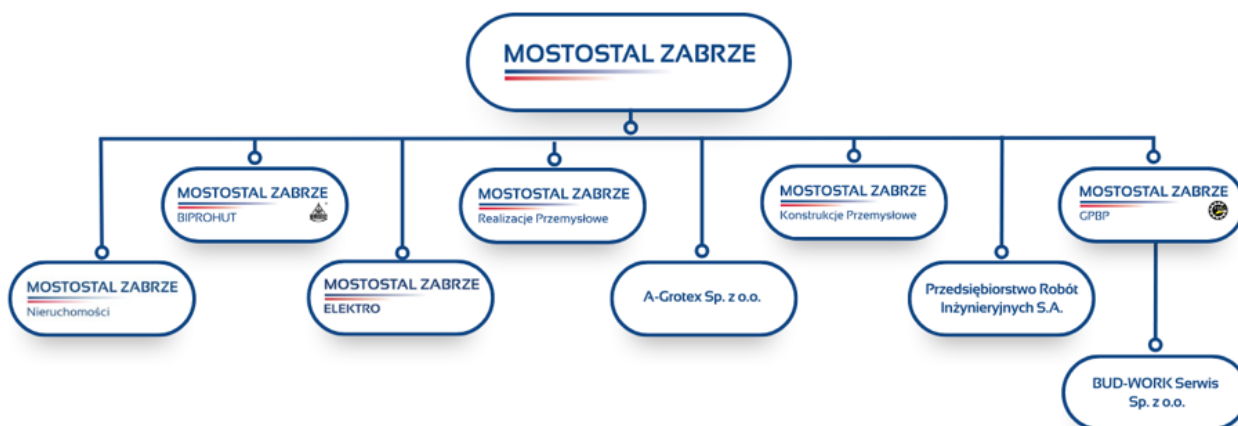 MOSTOSTAL ZABRZE
MOSTOSTAL ZABRZE
BIPROHUT
MOSTOSTAL ZABRZE
Realizacje Przemysłowe
MOSTOSTAL ZABRZE
Konstrukcje Przemysłowe
MOSTOSTAL ZABRZE
GPBP
MOSTOSTAL ZABRZE
Nieruchomości
MOSTOSTAL ZABRZE
ELEKTRO
A-Grotex Sp. z o.o.
Przedsiębiorstwo Robót
Inżynieryjnych S.A.
BUD-WORK Serwis
Sp. z o.o.